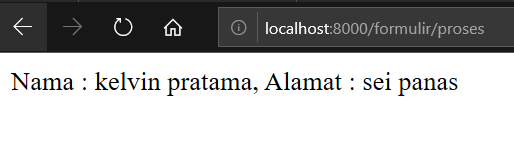 localhost:8000/formulir/proses
Nama : kelvin pratama, Alamat : sei panas